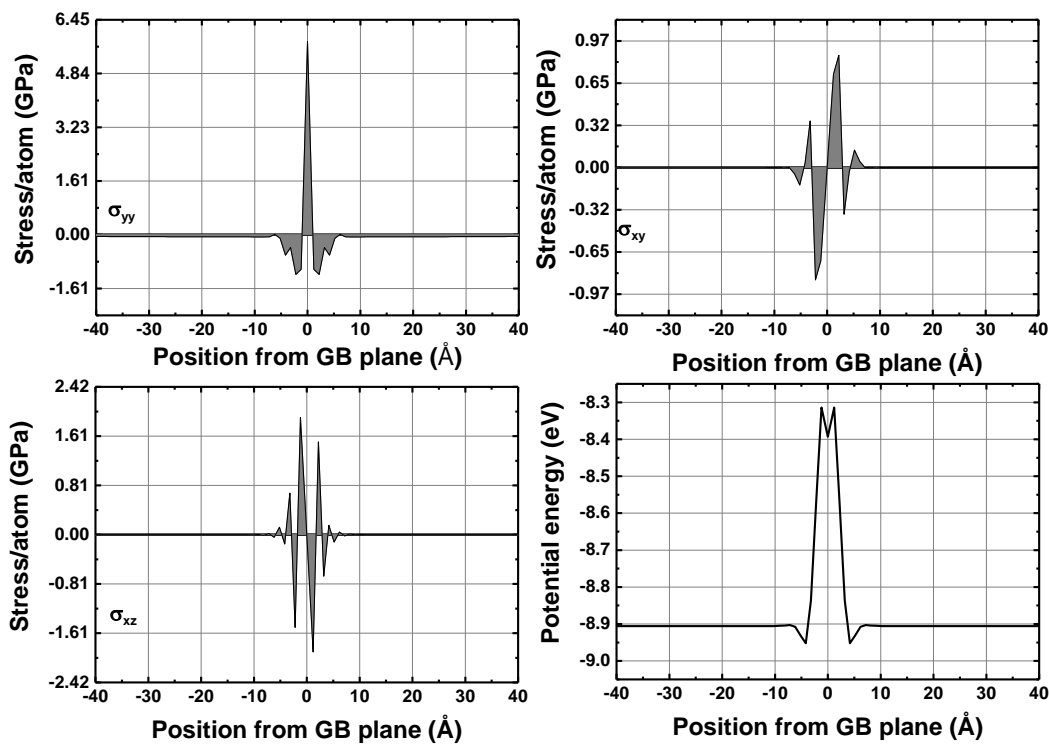 6.45
4.84
3.23
1.61
0.00
-1.61
Stress/atom (GPa)
σyy
-40 -30 -20 -10 0 10 20 30 40
Position from GB plane (Å)
0.97
0.65
0.32
0.00
-0.32
-0.65
-0.97
Stress/atom (GPa)
σxy
-40 -30 -20 -10 0 10 20 30 40
Position from GB plane (Å)
2.42
1.61
0.81
0.00
-0.81
-1.61
-2.42
Stress/atom (GPa)
σxz
-40 -30 -20 -10 0 10 20 30 40
Position from GB plane (Å)
-8.3
-8.4
-8.5
-8.6
-8.7
-8.8
-8.9
-9.0
Potential energy (eV)
-40 -30 -20 -10 0 10 20 30 40
Position from GB plane (Å)